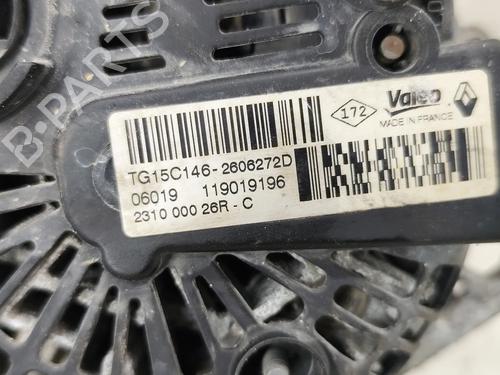 172
Valeo
MADE IN FRANCE
TG15C146-2606272D
06019 119019196
2310 000 26R - C
B-PARTS